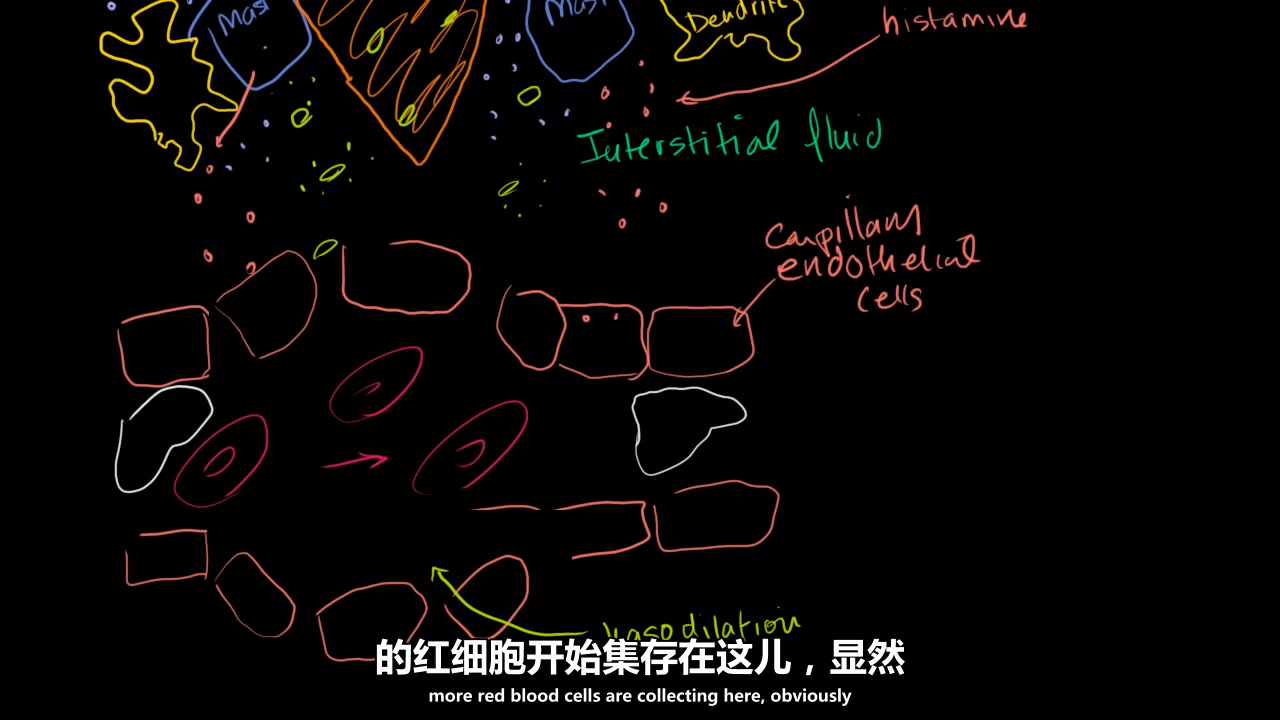 Mast
Mast
Dendrite
histamine
Interstitial fluid
Capillary
endothelial
cells
vasodilation
的红细胞开始集存在这儿，显然
more red blood cells are collecting here, obviously